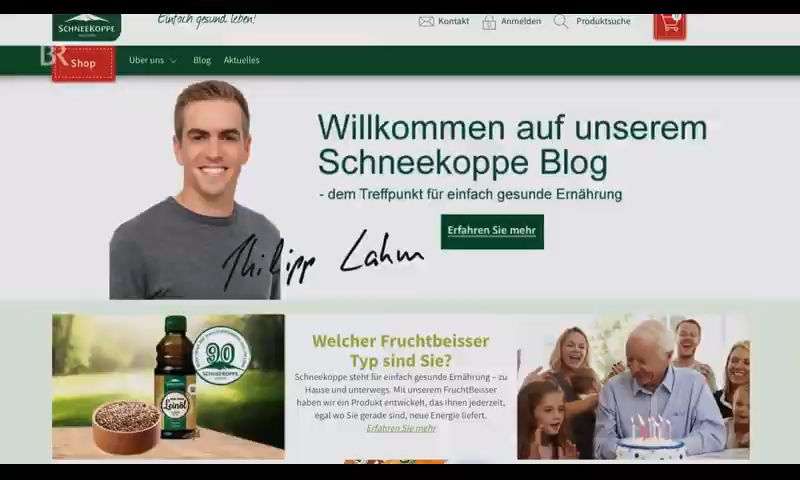 SCHNEEKOPPE
Einfach gesund leben!
Kontakt
Anmelden
Produktsuche
BR
Shop
Über uns
Blog
Aktuelles
Willkommen auf unserem
Schneekoppe Blog
- dem Treffpunkt für einfach gesunde Ernährung
Erfahren Sie mehr
Philipp Lahm
90
SCHNEEKOPPE
Leinöl
Welcher Fruchtbeisser
Typ sind Sie?
Schneekoppe steht für einfach gesunde Ernährung – zu
Hause und unterwegs. Mit unserem FruchtBeisser
haben wir ein Produkt entwickelt, das Ihnen jederzeit,
egal wo Sie gerade sind, neue Energie liefert.
Erfahren Sie mehr